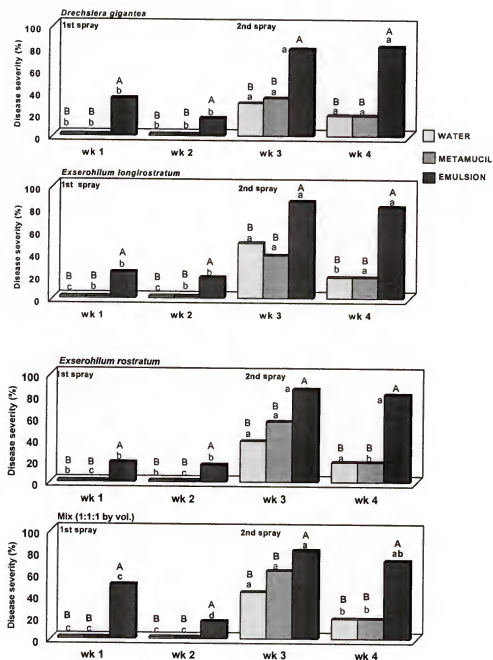 Drechslera gigantea
1st spray 2nd spray
Disease severity (%)
100
80
60
40
20
0
B B A B B A B a A B B A
b b b b b b a a a a a
wk 1 wk 2 wk 3 wk 4
WATER
METAMUCIL
EMULSION
Exserohilum longirostratum
1st spray 2nd spray
Disease severity (%)
100
80
60
40
20
0
B B A B B A B B A B B A
c b b c b b a a a b a a
wk 1 wk 2 wk 3 wk 4
Exserohilum rostratum
1st spray 2nd spray
Disease severity (%)
100
80
60
40
20
0
B B A B B A B B a A B B a A
b c b b c b a a a b
wk 1 wk 2 wk 3 wk 4
Mix (1:1:1 by vol.)
1st spray 2nd spray
Disease severity (%)
100
80
60
40
20
0
B B A B B A B B A B B A
c c c c c d a a a b b ab
wk 1 wk 2 wk 3 wk 4